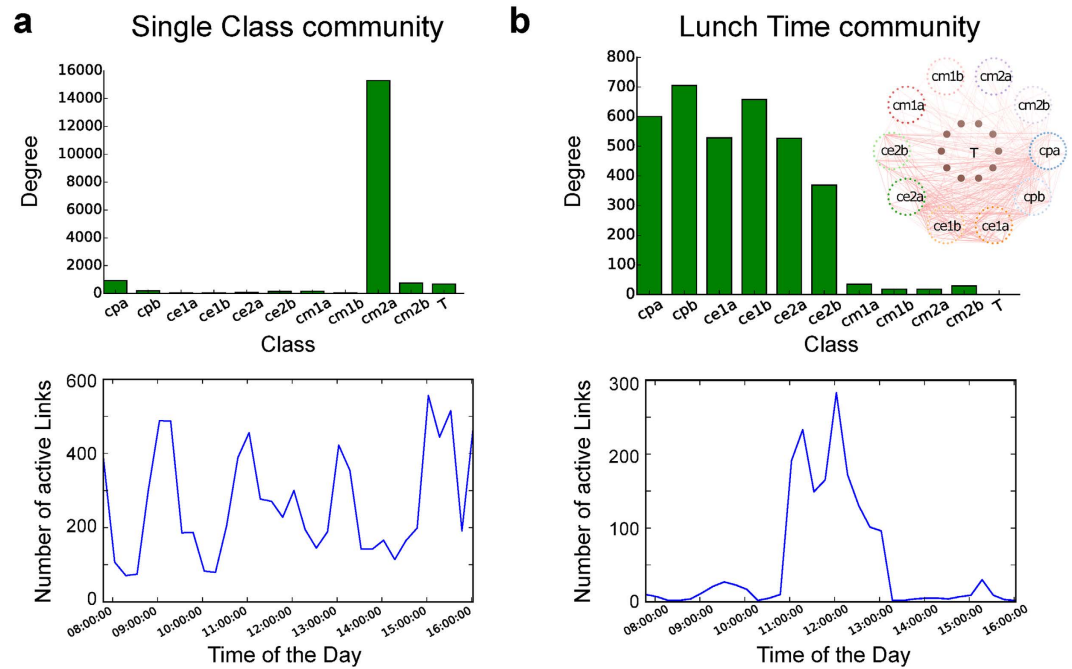 a
Single Class community
Degree
16000
14000
12000
10000
8000
6000
4000
2000
0
cpa cpb ce1a ce1b ce2a ce2b cm1a cm1b cm2a cm2b T
Class
Number of active Links
600
400
200
0
08:00:00 09:00:00 10:00:00 11:00:00 12:00:00 13:00:00 14:00:00 15:00:00 16:00:00
Time of the Day
b
Lunch Time community
Degree
800
700
600
500
400
300
200
100
0
cpa cpb ce1a ce1b ce2a ce2b cm1a cm1b cm2a cm2b T
Class
cm1b cm2a
cm1a cm2b
ce2b T cpa
ce2a cpb
ce1b ce1a
Number of active Links
300
200
100
0
08:00:00 09:00:00 10:00:00 11:00:00 12:00:00 13:00:00 14:00:00 15:00:00 16:00:00
Time of the Day